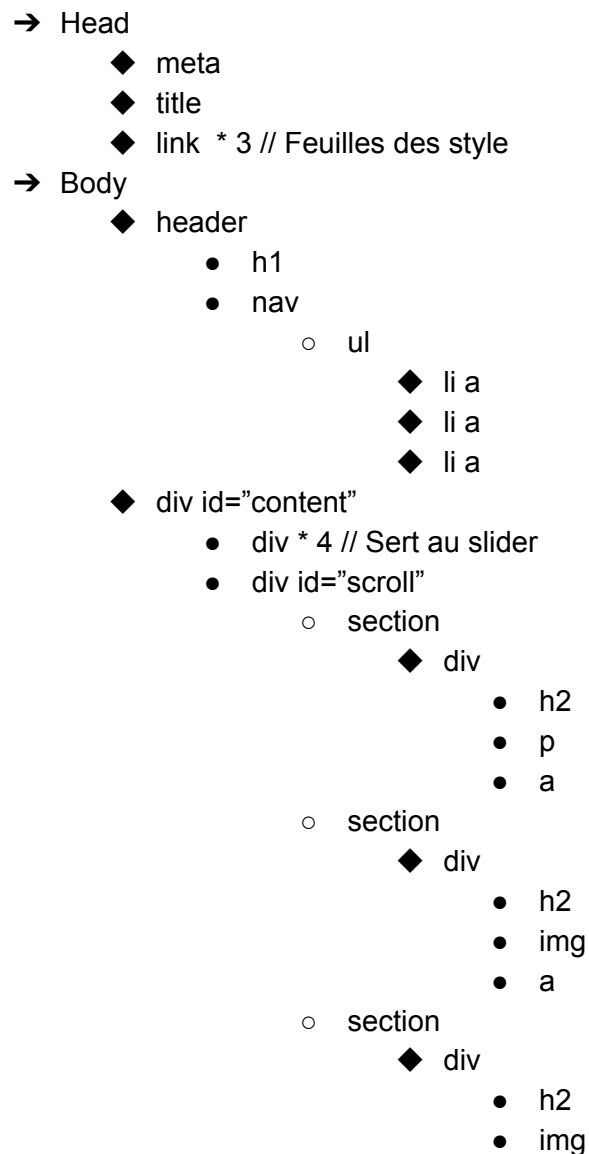 ➔ Head
◆ meta
◆ title
◆ link * 3 // Feuilles des style
➔ Body
◆ header
● h1
● nav
○ ul
◆ li a
◆ li a
◆ li a
◆ div id=”content”
● div * 4 // Sert au slider
● div id=”scroll”
○ section
◆ div
● h2
● p
● a
○ section
◆ div
● h2
● img
● a
○ section
◆ div
● h2
● img